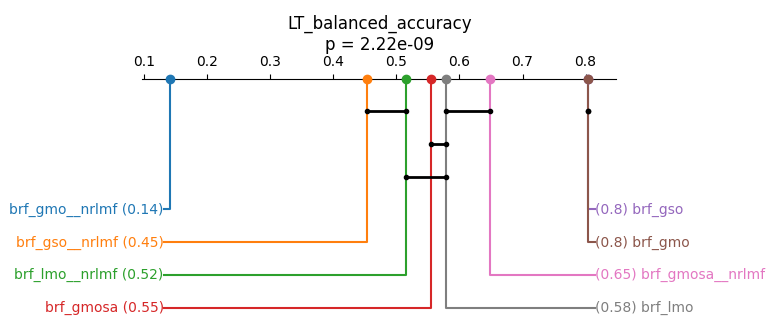 LT_balanced_accuracy
p = 2.22e-09
0.1 0.2 0.3 0.4 0.5 0.6 0.7 0.8
brf_gmo__nrlmf (0.14) (0.8) brf_gso
brf_gso__nrlmf (0.45) (0.8) brf_gmo
brf_lmo__nrlmf (0.52) (0.65) brf_gmosa__nrlmf
brf_gmosa (0.55) (0.58) brf_lmo